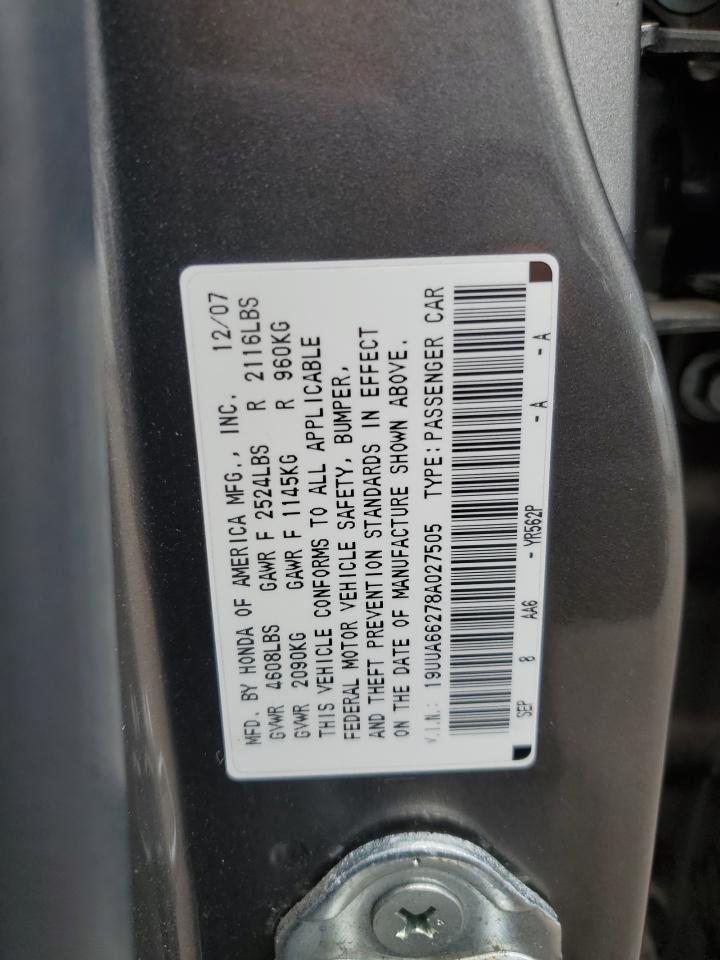 MFD. BY HONDA OF AMERICA MFG., INC. 12/07
GVWR 4608LBS GAWR F 2524LBS R 2116LBS
GVWR 2090KG GAWR F 1145KG R 960KG
THIS VEHICLE CONFORMS TO ALL APPLICABLE
FEDERAL MOTOR VEHICLE SAFETY, BUMPER,
AND THEFT PREVENTION STANDARDS IN EFFECT
ON THE DATE OF MANUFACTURE SHOWN ABOVE.
V.I.N.: 19UUA66278A027505 TYPE: PASSENGER CAR
SEP 8 AA6 - YR562P - A - A